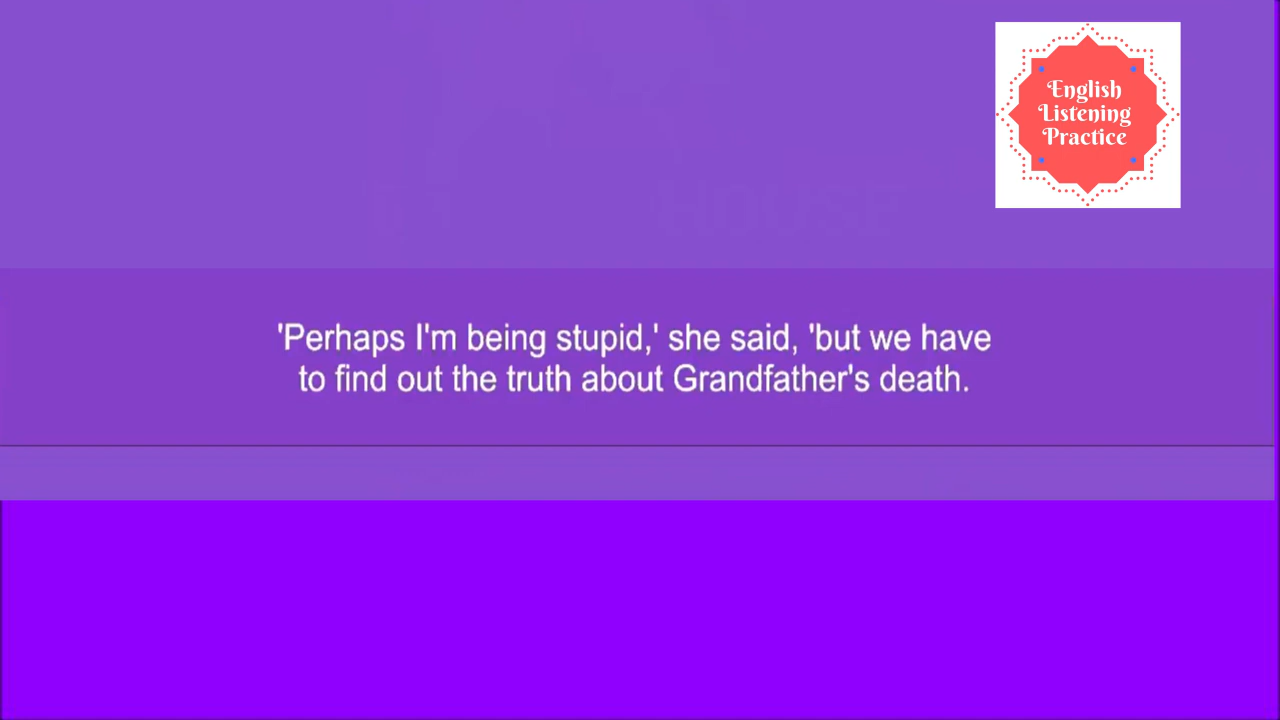 English
Listening
Practice
HOUSE
'Perhaps I'm being stupid,' she said, 'but we have
to find out the truth about Grandfather's death.